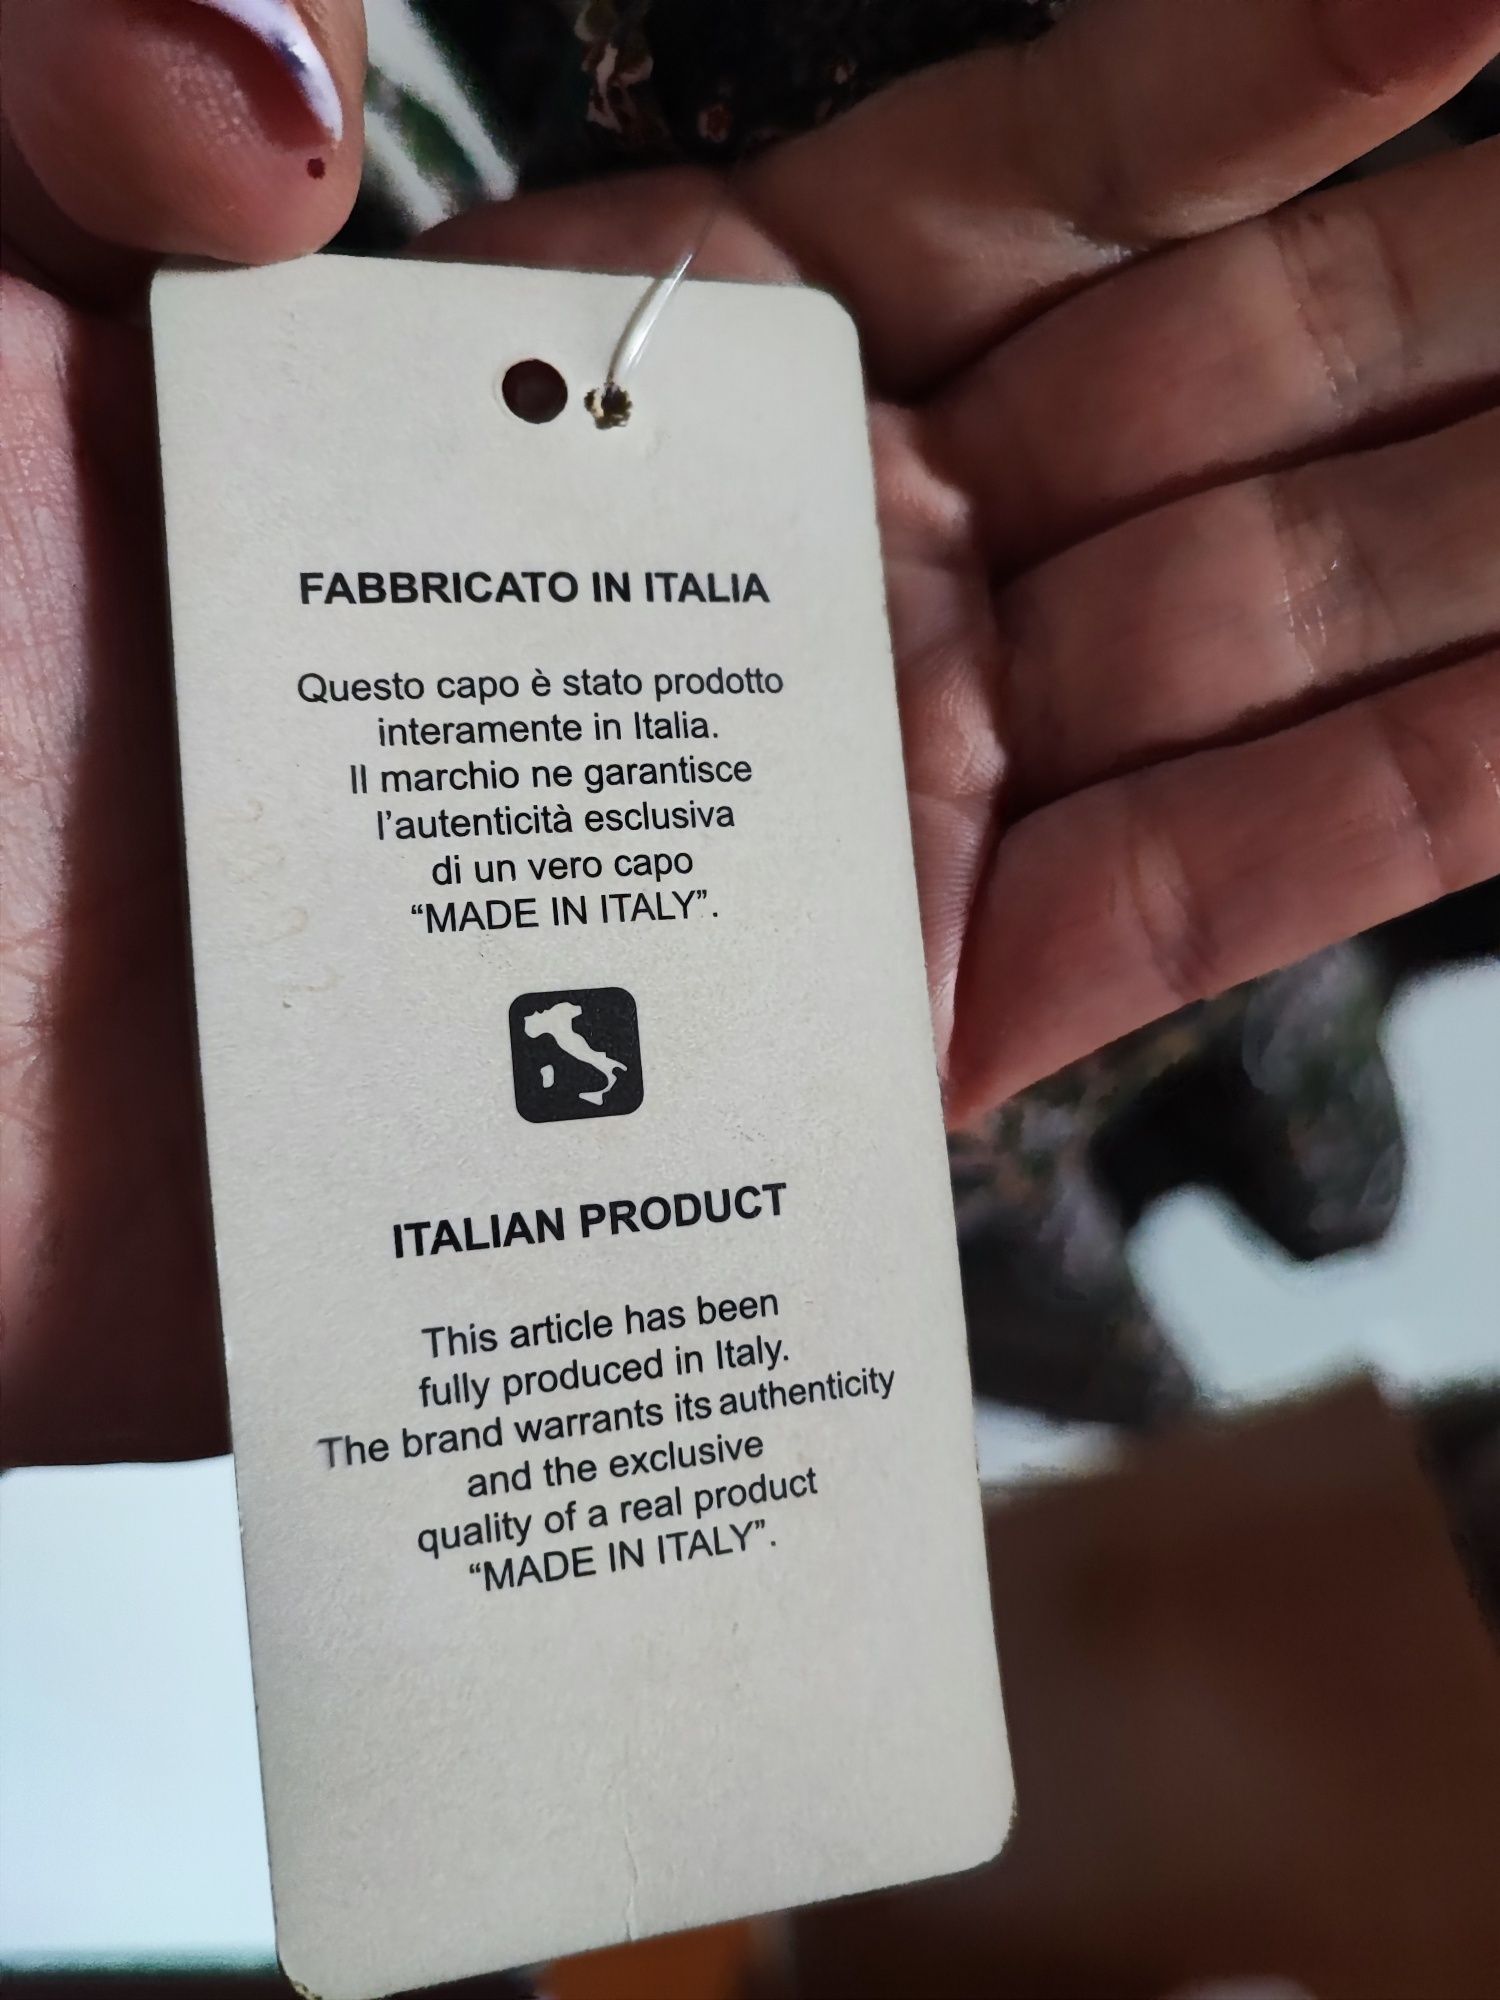 FABBRICATO IN ITALIA
Questo capo è stato prodotto
interamente in Italia.
Il marchio ne garantisce
l'autenticità esclusiva
di un vero capo
“MADE IN ITALY”.
ITALIAN PRODUCT
This article has been
fully produced in Italy.
The brand warrants its authenticity
and the exclusive
quality of a real product
“MADE IN ITALY”.